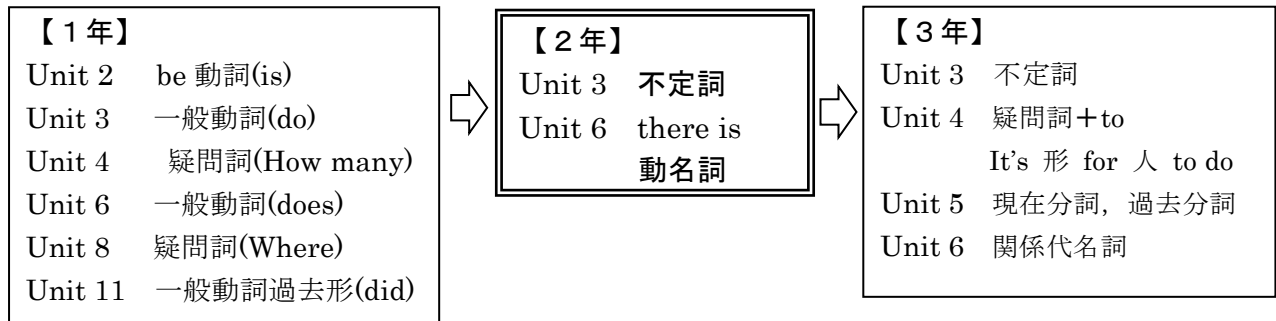 【１年】
Unit 2 be 動詞(is)
Unit 3 一般動詞(do)
Unit 4 疑問詞(How many)
Unit 6 一般動詞(does)
Unit 8 疑問詞(Where)
Unit 11 一般動詞過去形(did)
【２年】
Unit 3 不定詞
Unit 6 there is
動名詞
【３年】
Unit 3 不定詞
Unit 4 疑問詞＋to
It's 形 for 人 to do
Unit 5 現在分詞，過去分詞
Unit 6 関係代名詞